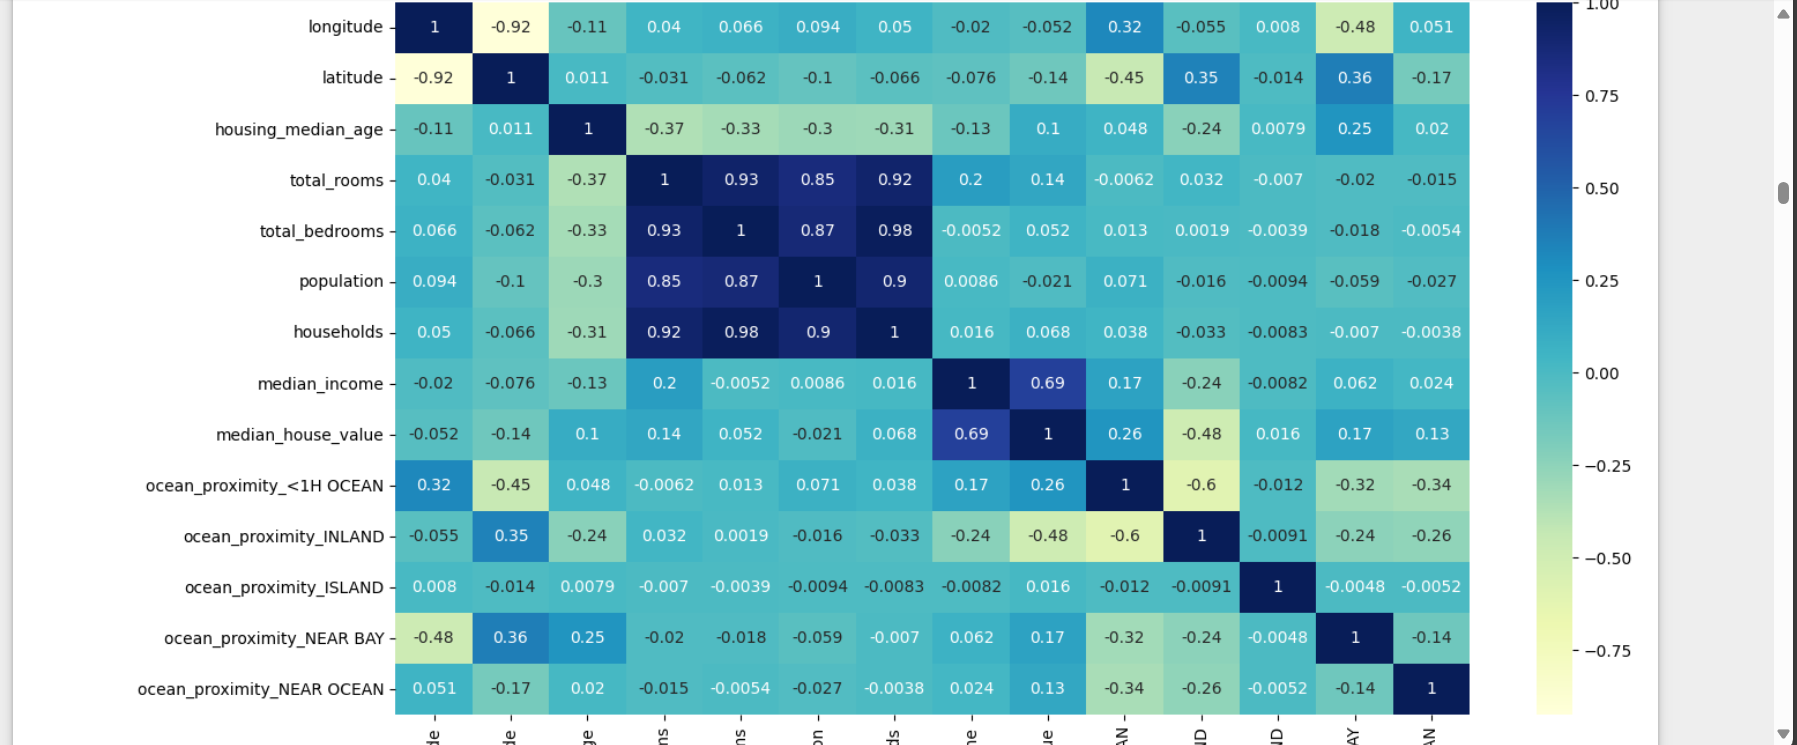 longitude 1 -0.92 -0.11 0.04 0.066 0.094 0.05 -0.02 -0.052 0.32 -0.055 0.008 -0.48 0.051
latitude -0.92 1 0.011 -0.031 -0.062 -0.1 -0.066 -0.076 -0.14 -0.45 0.35 -0.014 0.36 -0.17
housing_median_age -0.11 0.011 1 -0.37 -0.33 -0.3 -0.31 -0.13 0.1 0.048 -0.24 0.0079 0.25 0.02
total_rooms 0.04 -0.031 -0.37 1 0.93 0.85 0.92 0.2 0.14 -0.0062 0.032 -0.007 -0.02 -0.015
total_bedrooms 0.066 -0.062 -0.33 0.93 1 0.87 0.98 -0.0052 0.052 0.013 0.0019 -0.0039 -0.018 -0.0054
population 0.094 -0.1 -0.3 0.85 0.87 1 0.9 0.0086 -0.021 0.071 -0.016 -0.0094 -0.059 -0.027
households 0.05 -0.066 -0.31 0.92 0.98 0.9 1 0.016 0.068 0.038 -0.033 -0.0083 -0.007 -0.0038
median_income -0.02 -0.076 -0.13 0.2 -0.0052 0.0086 0.016 1 0.69 0.17 -0.24 -0.0082 0.062 0.024
median_house_value -0.052 -0.14 0.1 0.14 0.052 -0.021 0.068 0.69 1 0.26 -0.48 0.016 0.17 0.13
ocean_proximity_<1H OCEAN 0.32 -0.45 0.048 -0.0062 0.013 0.071 0.038 0.17 0.26 1 -0.6 -0.012 -0.32 -0.34
ocean_proximity_INLAND -0.055 0.35 -0.24 0.032 0.0019 -0.016 -0.033 -0.24 -0.48 -0.6 1 -0.0091 -0.24 -0.26
ocean_proximity_ISLAND 0.008 -0.014 0.0079 -0.007 -0.0039 -0.0094 -0.0083 -0.0082 0.016 -0.012 -0.0091 1 -0.0048 -0.0052
ocean_proximity_NEAR BAY -0.48 0.36 0.25 -0.02 -0.018 -0.059 -0.007 0.062 0.17 -0.32 -0.24 -0.0048 1 -0.14
ocean_proximity_NEAR OCEAN 0.051 -0.17 0.02 -0.015 -0.0054 -0.027 -0.0038 0.024 0.13 -0.34 -0.26 -0.0052 -0.14 1
1.00
0.75
0.50
0.25
0.00
−0.25
−0.50
−0.75